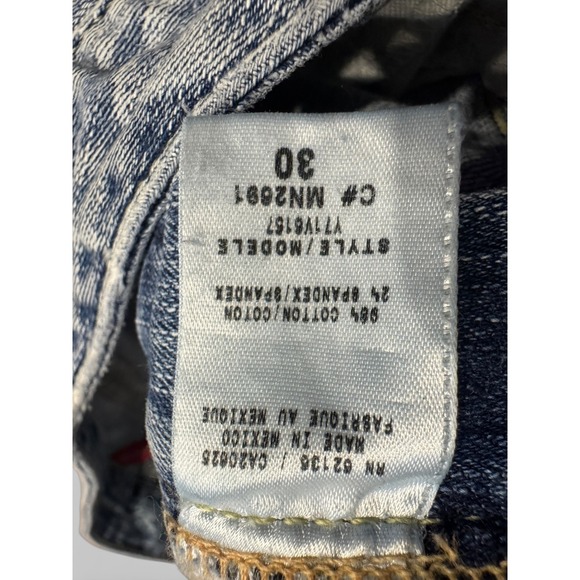 RN 62136 / CA20625
MADE IN MEXICO
FABRIQUE AU MEXIQUE
98% COTTON/COTON
2% SPANDEX/SPANDEX
STYLE/MODELE
Y71V6157
C# MN2691
30